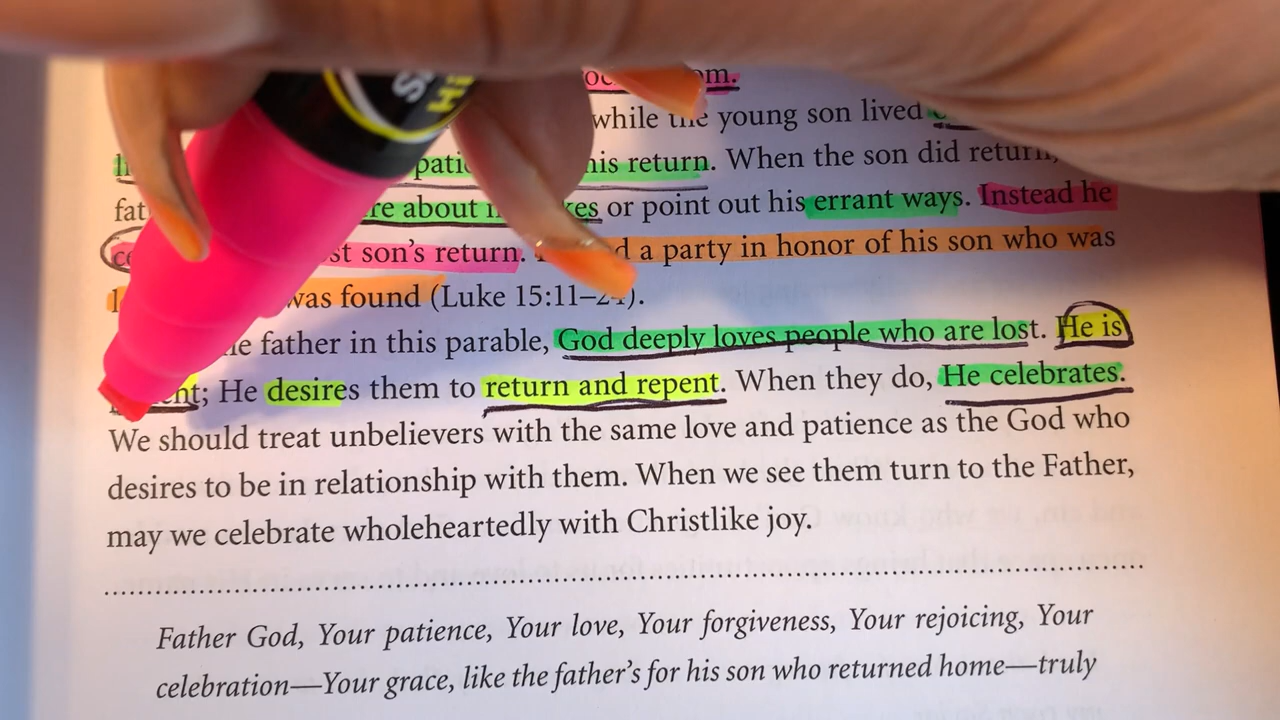 while the young son lived
his return. When the son did return,
about or point out his errant ways. Instead he
son's return. a party in honor of his son who was
was found (Luke 15:11–24).
father in this parable, God deeply loves people who are lost. He is
He desires them to return and repent. When they do, He celebrates.
We should treat unbelievers with the same love and patience as the God who
desires to be in relationship with them. When we see them turn to the Father,
may we celebrate wholeheartedly with Christlike joy.
Father God, Your patience, Your love, Your forgiveness, Your rejoicing, Your
celebration—Your grace, like the father's for his son who returned home—truly